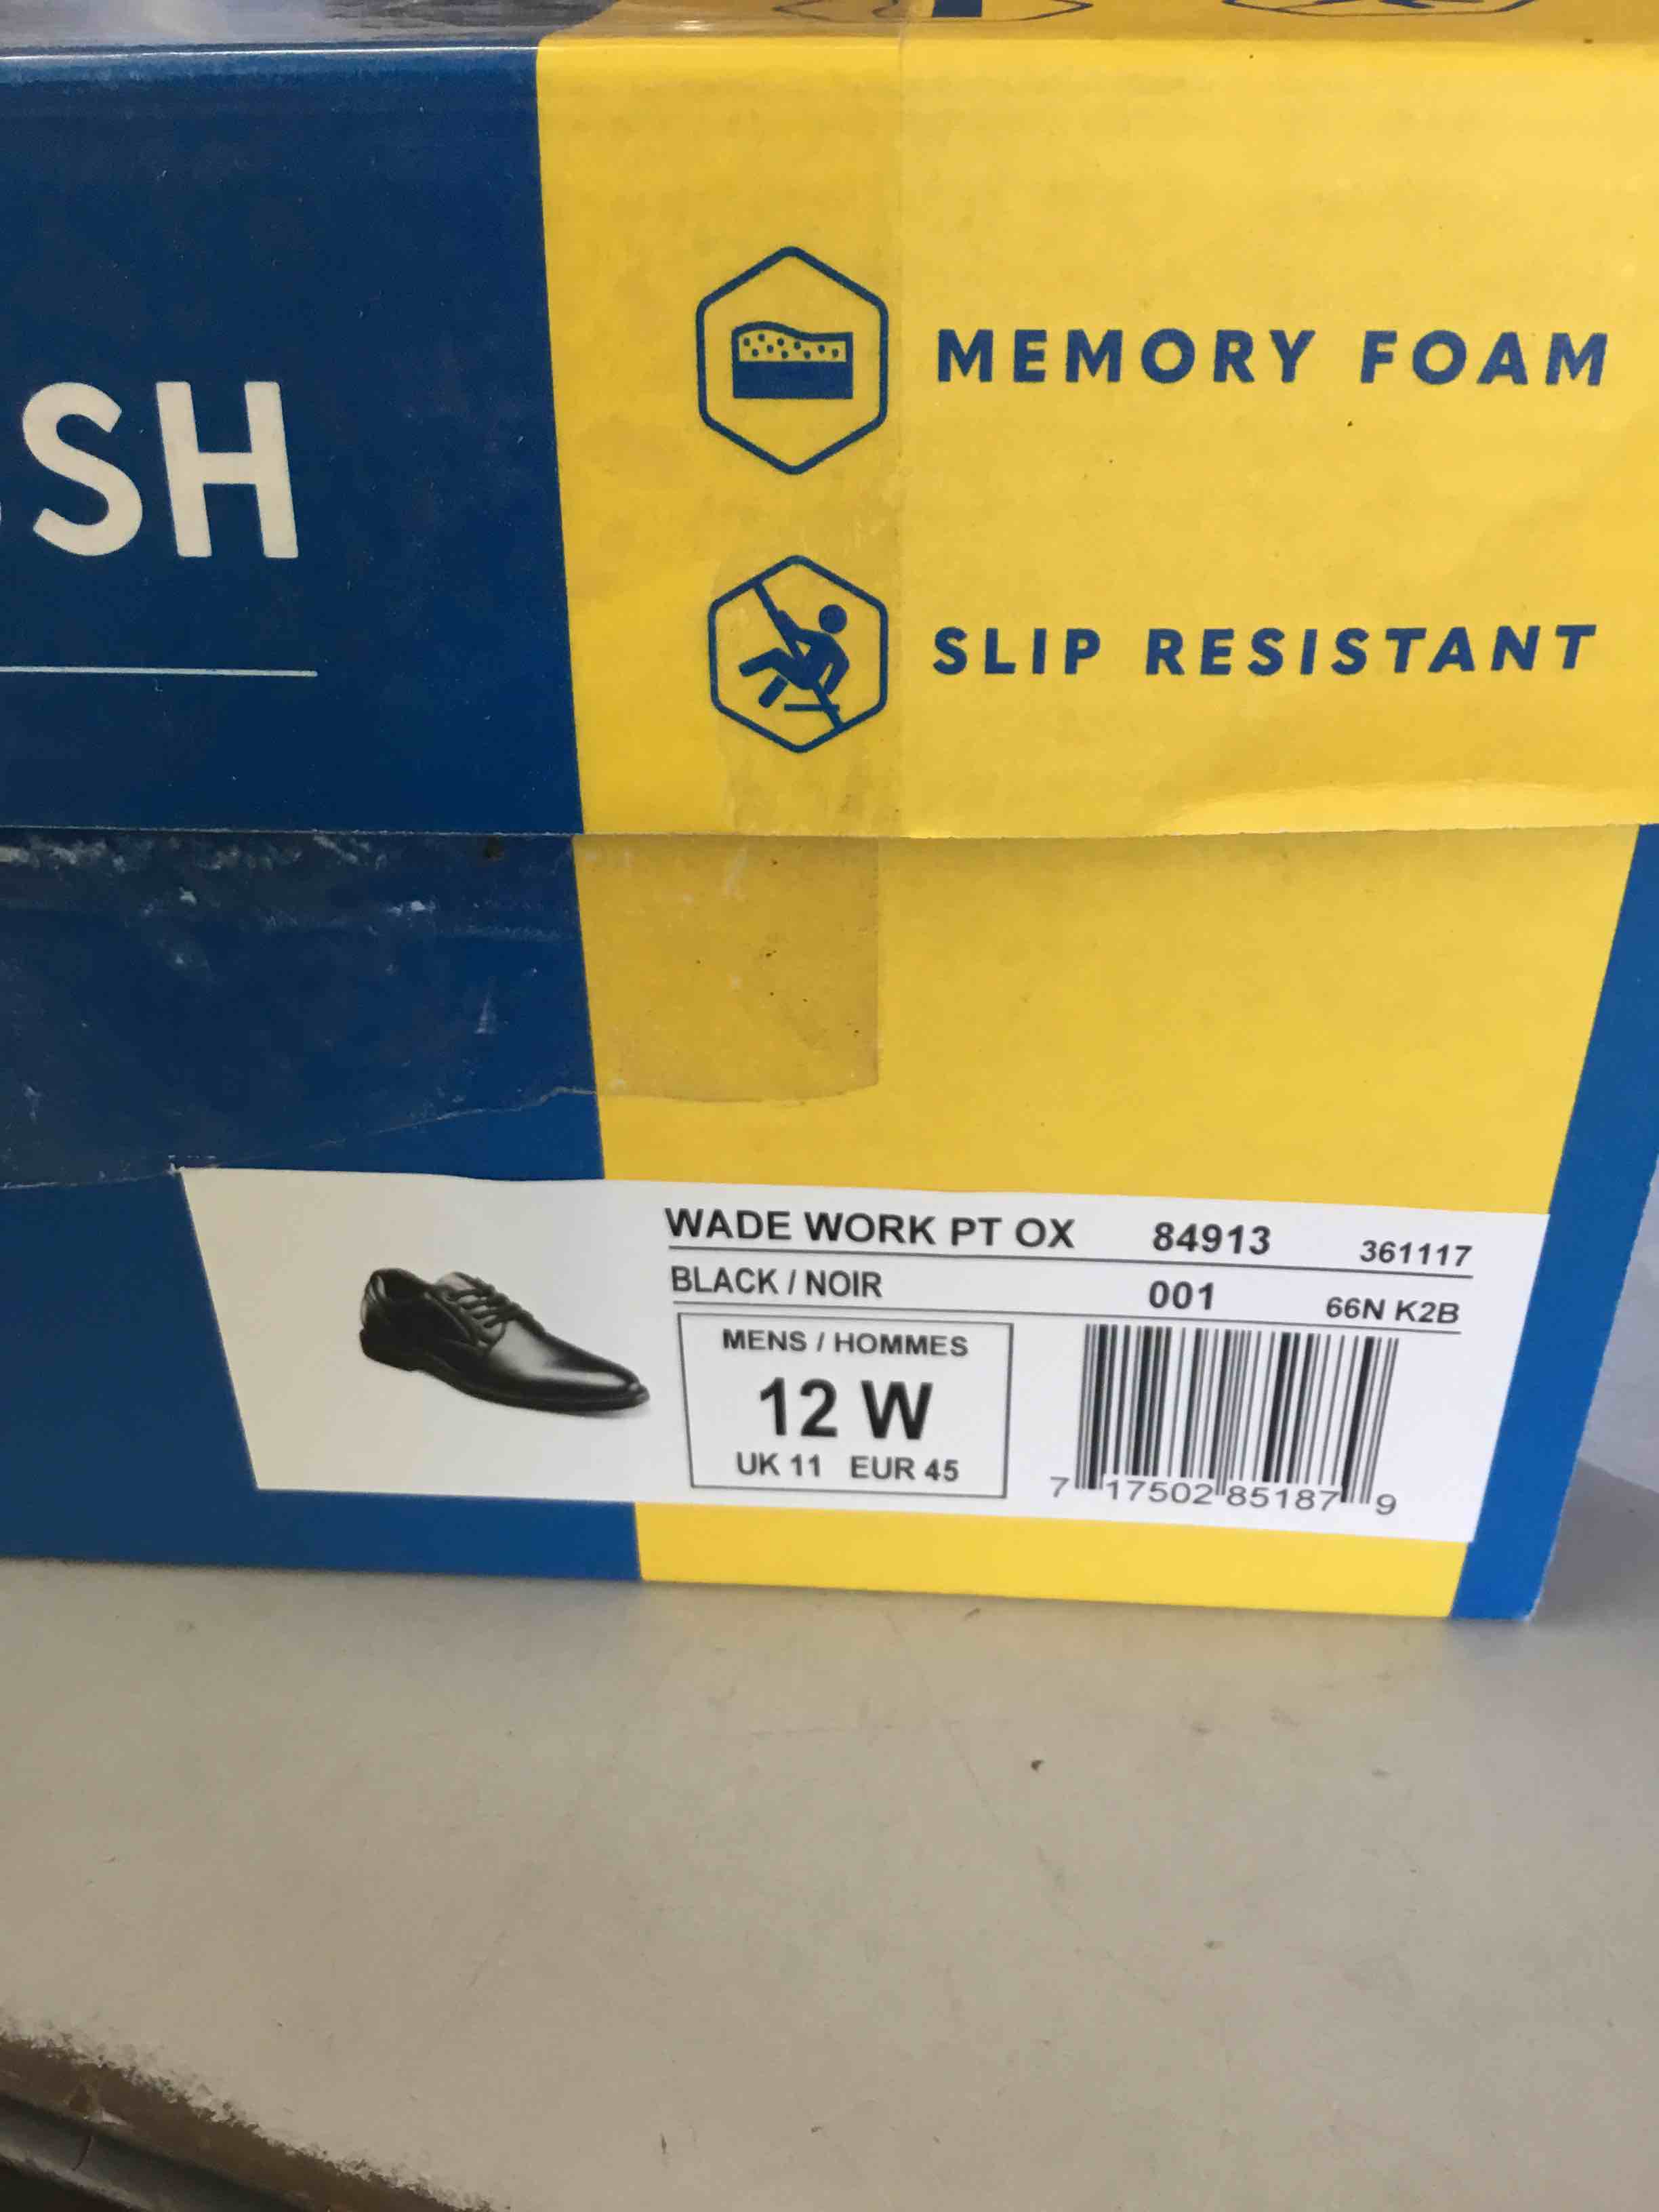 SH
MEMORY FOAM
SLIP RESISTANT
WADE WORK PT OX 84913 361117
BLACK / NOIR 001 66N K2B
MENS / HOMMES
12 W
UK 11 EUR 45
7 17502 85187 9